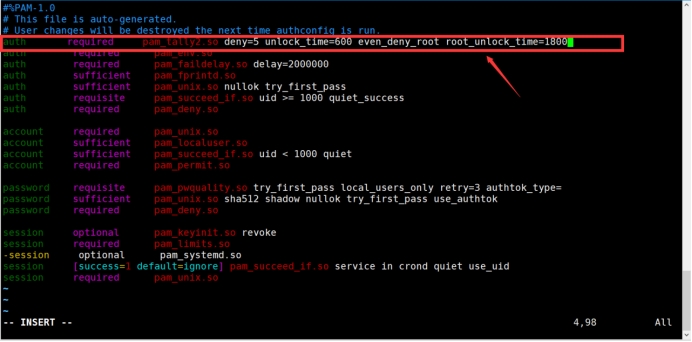 #%PAM-1.0
# This file is auto-generated.
# User changes will be destroyed the next time authconfig is run.
auth required pam_tally2.so deny=5 unlock_time=600 even_deny_root root_unlock_time=1800
auth required pam_env.so
auth required pam_faildelay.so delay=2000000
auth sufficient pam_fprintd.so
auth sufficient pam_unix.so nullok try_first_pass
auth requisite pam_succeed_if.so uid >= 1000 quiet_success
auth required pam_deny.so
account required pam_unix.so
account sufficient pam_localuser.so
account sufficient pam_succeed_if.so uid < 1000 quiet
account required pam_permit.so
password requisite pam_pwquality.so try_first_pass local_users_only retry=3 authtok_type=
password sufficient pam_unix.so sha512 shadow nullok try_first_pass use_authtok
password required pam_deny.so
session optional pam_keyinit.so revoke
session required pam_limits.so
-session optional pam_systemd.so
session [success=1 default=ignore] pam_succeed_if.so service in crond quiet use_uid
session required pam_unix.so
~
~
~
-- INSERT -- 4,98 All